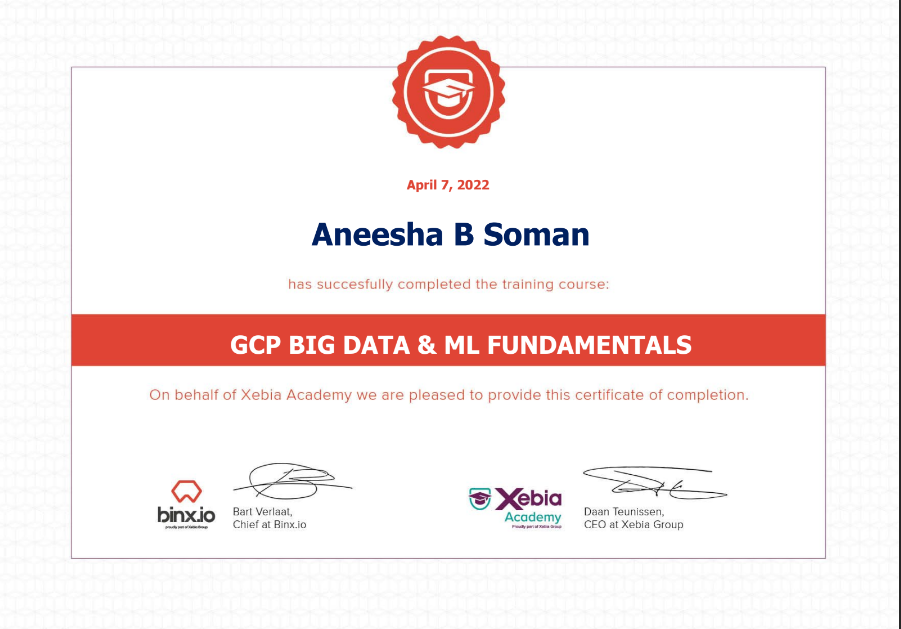 April 7, 2022
Aneesha B Soman
has succesfully completed the training course:
GCP BIG DATA & ML FUNDAMENTALS
On behalf of Xebia Academy we are pleased to provide this certificate of completion.
binx.io
proudly part of Xebia Group
Bart Verlaat,
Chief at Binx.io
Xebia
Academy
Proudly part of Xebia Group
Daan Teunissen,
CEO at Xebia Group